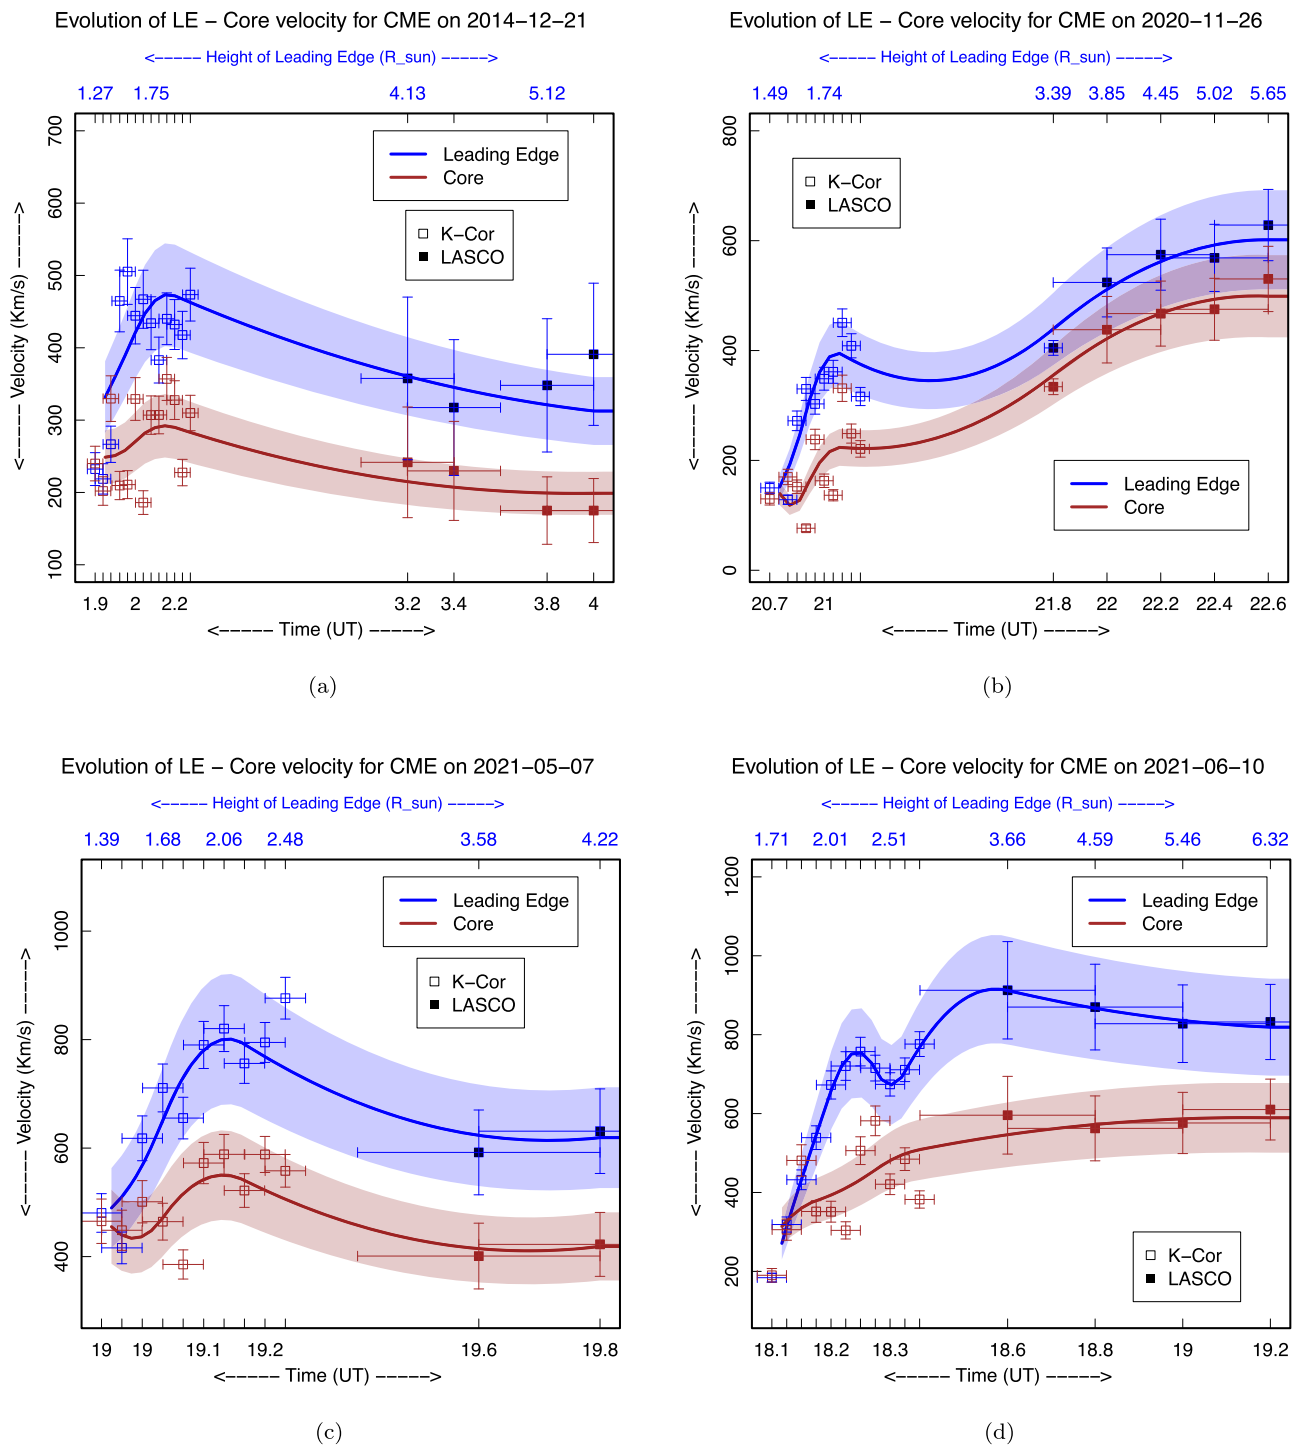 Evolution of LE − Core velocity for CME on 2014−12−21
<−−−−− Height of Leading Edge (R_sun) −−−−−>
1.27 1.75 4.13 5.12
700
600
500
400
300
200
100
<−−−−− Velocity (Km/s) −−−−−>
Leading Edge
Core
K−Cor
LASCO
1.9 2 2.2 3.2 3.4 3.8 4
<−−−−− Time (UT) −−−−−>
(a)
Evolution of LE − Core velocity for CME on 2020−11−26
<−−−−− Height of Leading Edge (R_sun) −−−−−>
1.49 1.74 3.39 3.85 4.45 5.02 5.65
800
600
400
200
0
<−−−−− Velocity (Km/s) −−−−−>
K−Cor
LASCO
Leading Edge
Core
20.7 21 21.8 22 22.2 22.4 22.6
<−−−−− Time (UT) −−−−−>
(b)
Evolution of LE − Core velocity for CME on 2021−05−07
<−−−−− Height of Leading Edge (R_sun) −−−−−>
1.39 1.68 2.06 2.48 3.58 4.22
1000
800
600
400
<−−−−− Velocity (Km/s) −−−−−>
Leading Edge
Core
K−Cor
LASCO
19 19 19.1 19.2 19.6 19.8
<−−−−− Time (UT) −−−−−>
(c)
Evolution of LE − Core velocity for CME on 2021−06−10
<−−−−− Height of Leading Edge (R_sun) −−−−−>
1.71 2.01 2.51 3.66 4.59 5.46 6.32
1200
1000
800
600
400
200
<−−−−− Velocity (Km/s) −−−−−>
Leading Edge
Core
K−Cor
LASCO
18.1 18.2 18.3 18.6 18.8 19 19.2
<−−−−− Time (UT) −−−−−>
(d)